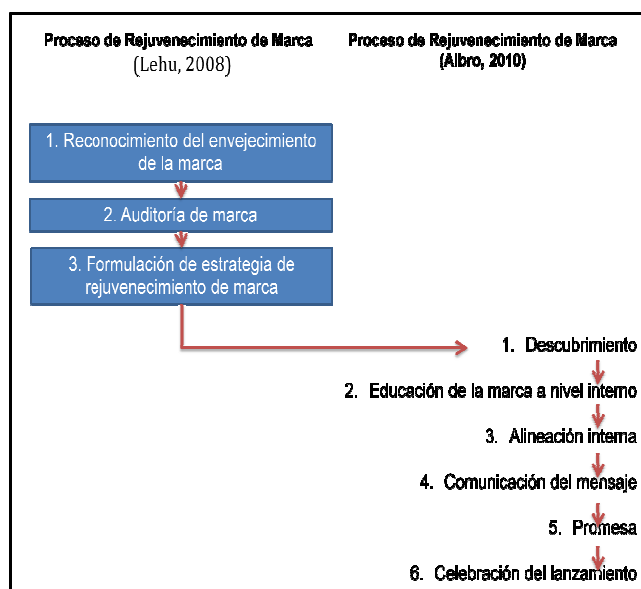 Proceso de Rejuvenecimiento de Marca
(Lehu, 2008)
Proceso de Rejuvenecimiento de Marca
(Albro, 2010)
1. Reconocimiento del envejecimiento
de la marca
2. Auditoría de marca
3. Formulación de estrategia de
rejuvenecimiento de marca
1. Descubrimiento
2. Educación de la marca a nivel interno
3. Alineación interna
4. Comunicación del mensaje
5. Promesa
6. Celebración del lanzamiento